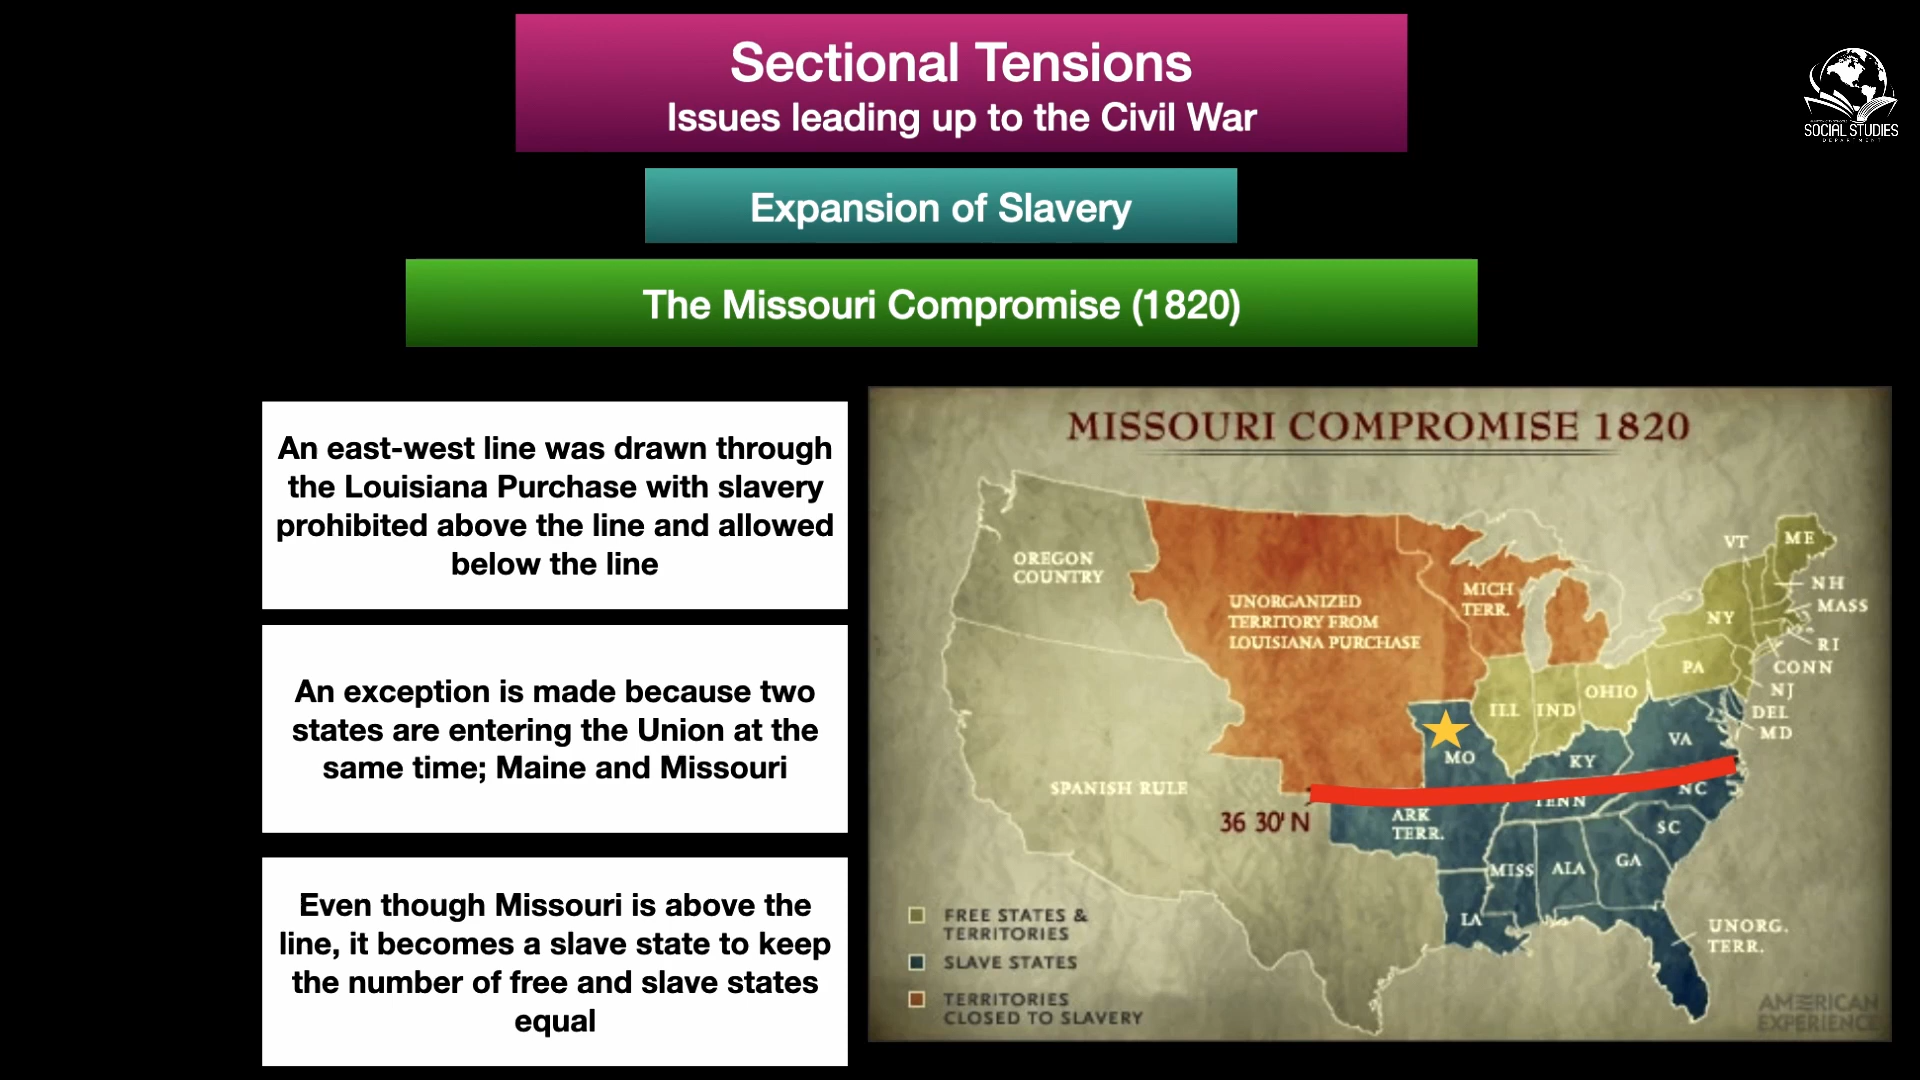 Sectional Tensions
Issues leading up to the Civil War
SOCIAL STUDIES
DEPARTMENT
Expansion of Slavery
The Missouri Compromise (1820)
An east-west line was drawn through
the Louisiana Purchase with slavery
prohibited above the line and allowed
below the line
An exception is made because two
states are entering the Union at the
same time; Maine and Missouri
Even though Missouri is above the
line, it becomes a slave state to keep
the number of free and slave states
equal
MISSOURI COMPROMISE 1820
OREGON
COUNTRY
UNORGANIZED
TERRITORY FROM
LOUISIANA PURCHASE
MICH
TERR.
VT
ME
NH
MASS
NY
RI
CONN
PA
NJ
OHIO
ILL
IND
DEL
MD
VA
MO
KY
SPANISH RULE
NC
TENN
36 30' N
ARK
TERR.
SC
MISS
ALA
GA
LA
UNORG.
TERR.
FREE STATES &
TERRITORIES
SLAVE STATES
TERRITORIES
CLOSED TO SLAVERY
AMERICAN
EXPERIENCE